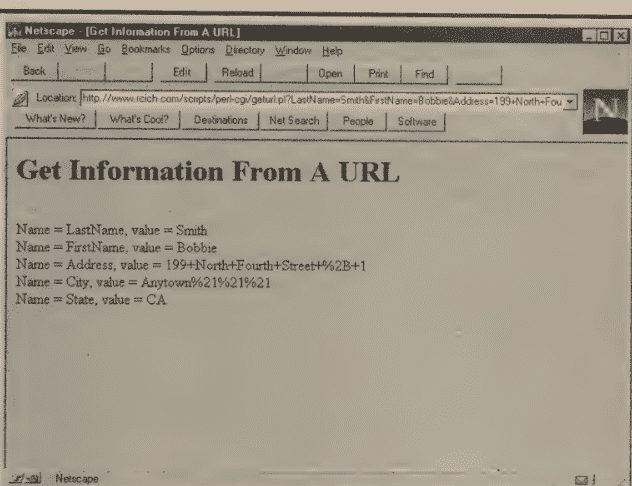 Netscape - [Get Information From A URL]
File Edit View Go Bookmarks Options Directory Window Help
Back Edit Reload Open Print Find
Location: http://www.rcich.com/scripts/perl-cgi/geturl.pl?LastName=Smith&FirstName=Bobbie&Address=199+North+Fou
N
What's New? What's Cool? Destinations Net Search People Software
Get Information From A URL
Name = LastName, value = Smith
Name = FirstName, value = Bobbie
Name = Address, value = 199+North+Fourth+Street+%2B+1
Name = City, value = Anytown%21%21%21
Name = State, value = CA
Netscape